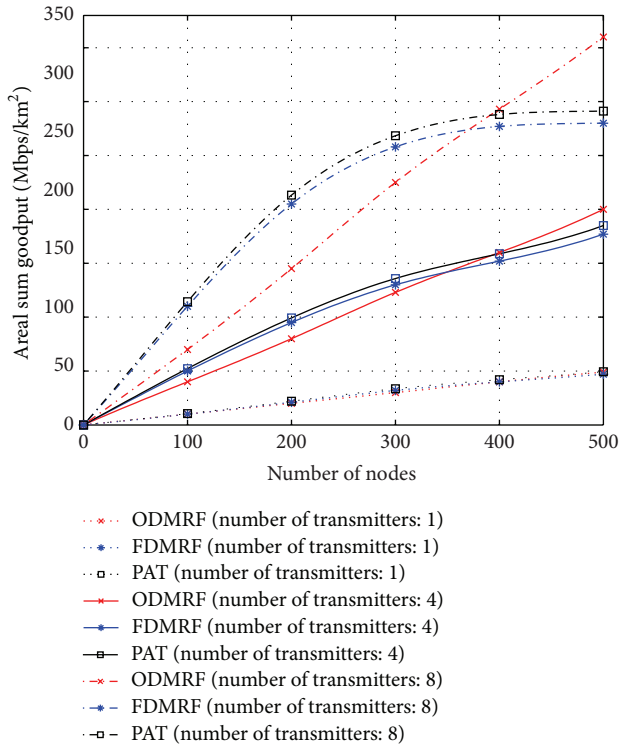 350
300
250
200
150
100
50
0
Areal sum goodput (Mbps/km²)
0 100 200 300 400 500
Number of nodes
ODMRF (number of transmitters: 1)
FDMRF (number of transmitters: 1)
PAT (number of transmitters: 1)
ODMRF (number of transmitters: 4)
FDMRF (number of transmitters: 4)
PAT (number of transmitters: 4)
ODMRF (number of transmitters: 8)
FDMRF (number of transmitters: 8)
PAT (number of transmitters: 8)